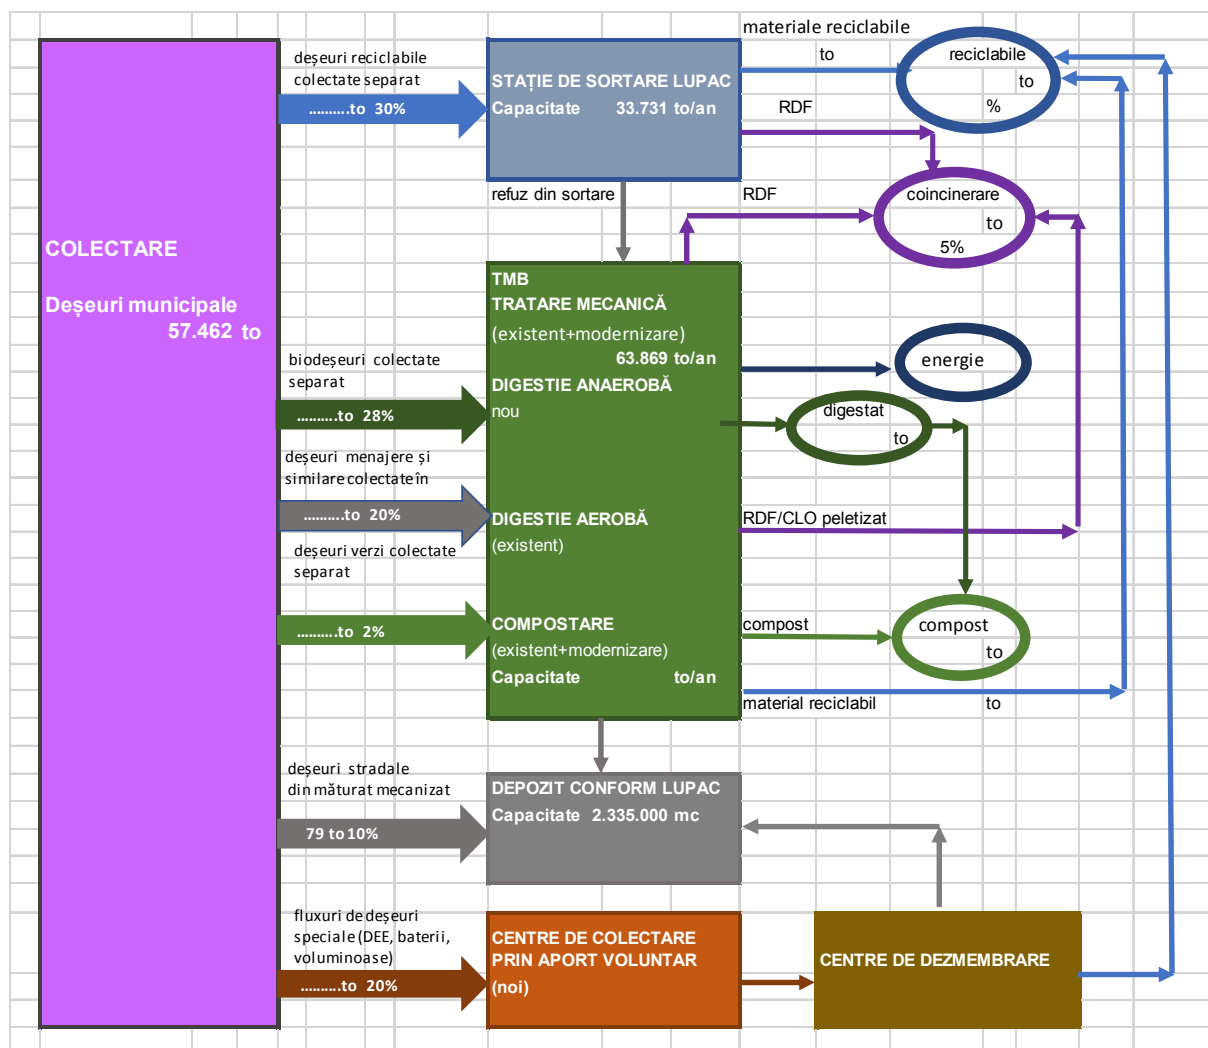 materiale reciclabile
to
deșeuri reciclabile
colectate separat
..........to 30%
STAȚIE DE SORTARE LUPAC
Capacitate 33.731 to/an
reciclabile
to
%
RDF
refuz din sortare
RDF
coincinerare
to
5%
COLECTARE
Deșeuri municipale
57.462 to
TMB
TRATARE MECANICĂ
(existent+modernizare)
63.869 to/an
DIGESTIE ANAEROBĂ
nou
energie
biodeșeuri colectate
separat
..........to 28%
digestat
to
deșeuri menajere și
similare colectate în
..........to 20%
DIGESTIE AEROBĂ
(existent)
RDF/CLO peletizat
deșeuri verzi colectate
separat
..........to 2%
COMPOSTARE
(existent+modernizare)
Capacitate to/an
compost
compost
to
material reciclabil to
deșeuri stradale
din măturat mecanizat
79 to 10%
DEPOZIT CONFORM LUPAC
Capacitate 2.335.000 mc
fluxuri de deșeuri
speciale (DEE, baterii,
voluminoase)
..........to 20%
CENTRE DE COLECTARE
PRIN APORT VOLUNTAR
(noi)
CENTRE DE DEZMEMBRARE